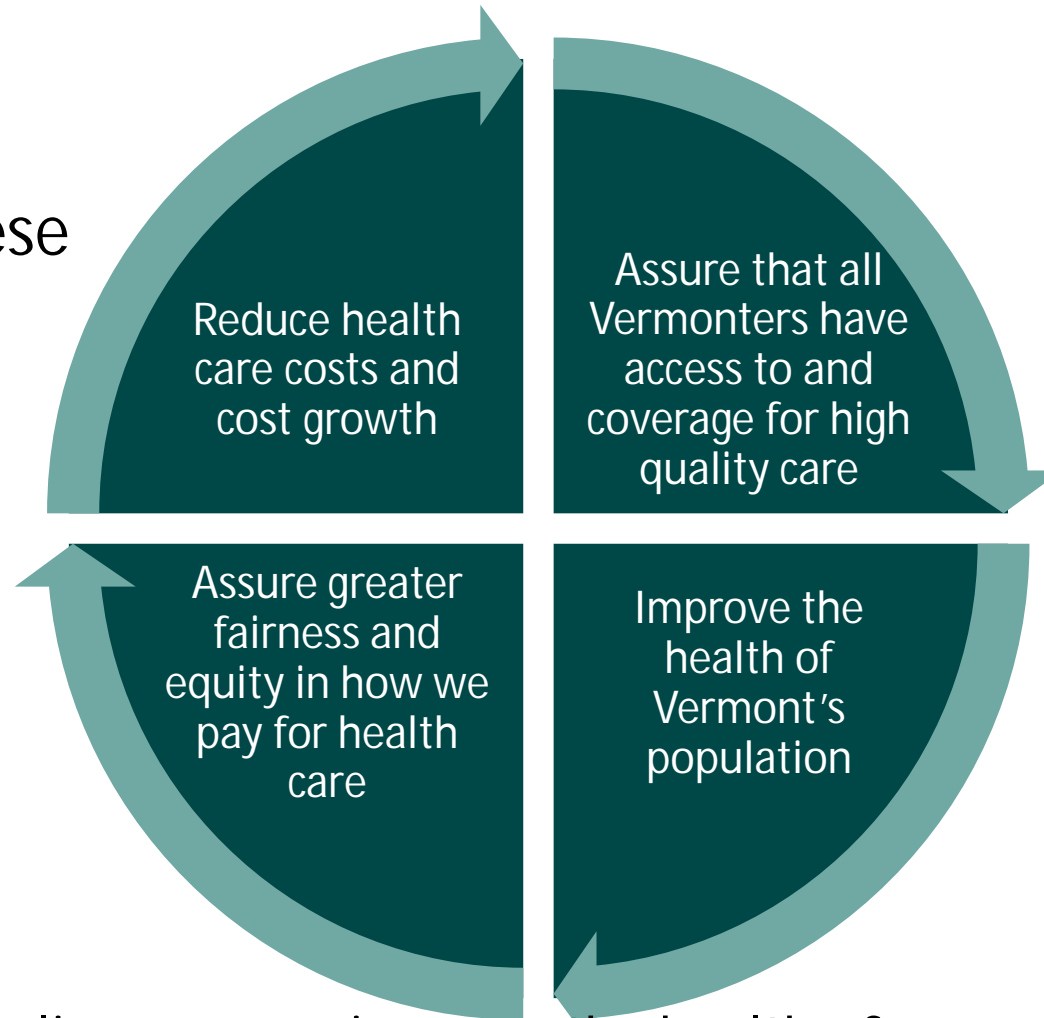 Reduce health
care costs and
cost growth
Assure that all
Vermonters have
access to and
coverage for high
quality care
Assure greater
fairness and
equity in how we
pay for health
care
Improve the
health of
Vermont's
population